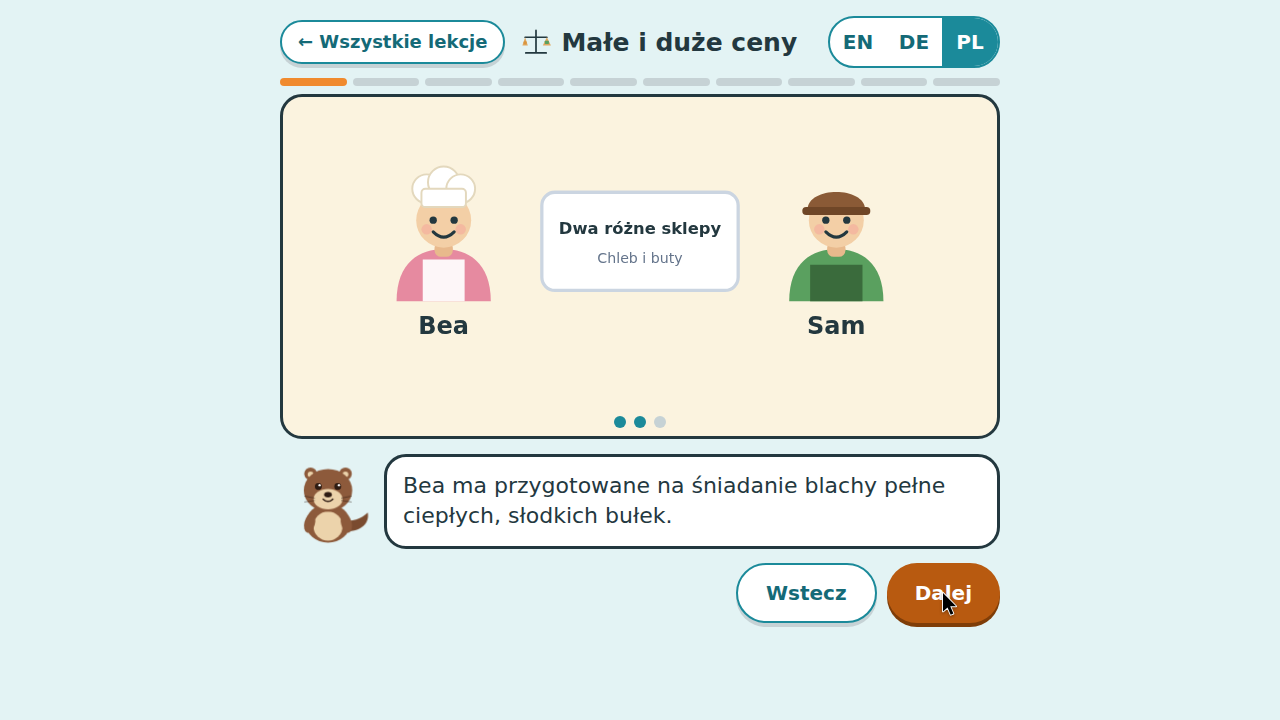 ← Wszystkie lekcje
Małe i duże ceny
EN DE PL
Dwa różne sklepy
Chleb i buty
Bea
Sam
Bea ma przygotowane na śniadanie blachy pełne
ciepłych, słodkich bułek.
Wstecz
Dalej